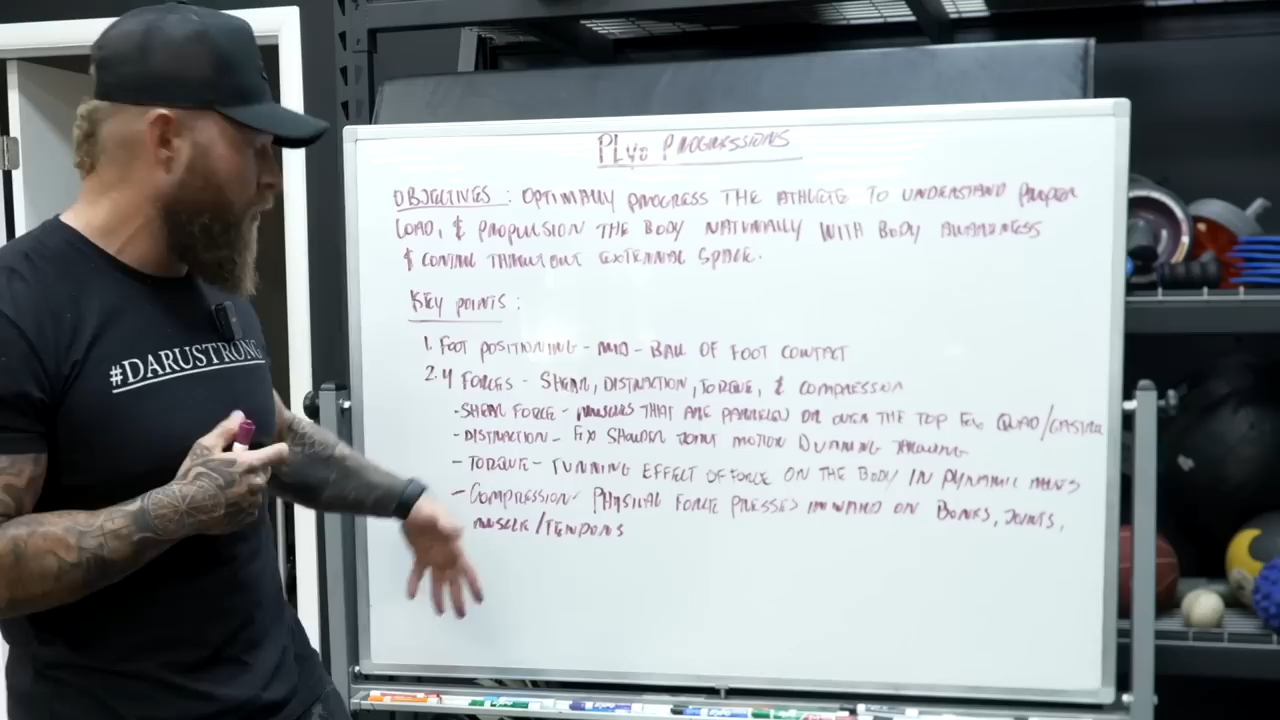 PLYO PROGRESSIONS
OBJECTIVES : OPTIMALLY PROGRESS THE ATHLETE TO UNDERSTAND PROPER
LOAD, & PROPULSION THE BODY NATURALLY WITH BODY AWARENESS
& CONTROL THROUGHOUT EXTERNAL SPACE.
KEY POINTS :
1. FOOT POSITIONING - MID - BALL OF FOOT CONTACT
2. 4 FORCES - SHEAR, DISTRACTION, TORQUE, & COMPRESSION
- SHEAR FORCE - MUSCLES THAT ARE PARALLEL OR OVER THE TOP QUAD/
- DISTRACTION - SHOULDER JOINT MOTION DURING THROWING
- TORQUE - TURNING EFFECT OF FORCE ON THE BODY IN DYNAMIC
- COMPRESSION - PHYSICAL FORCE PRESSES INWARD ON BONES, JOINTS,
MUSCLE/TENDONS
#DARUSTRONG